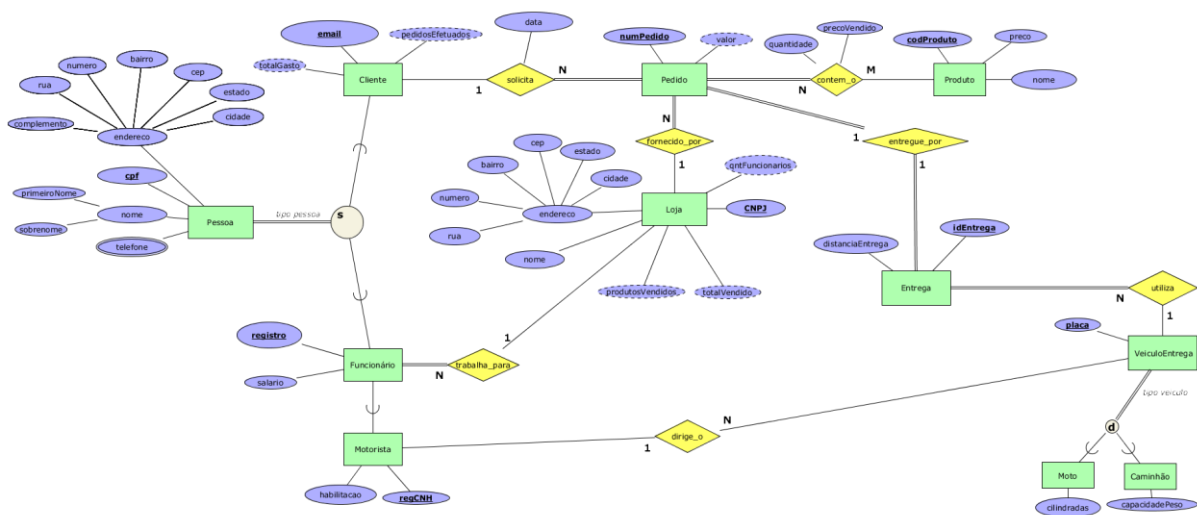 data
email
pedidosEfetuados
totalGasto
Cliente
1
solicita
N
numPedido
valor
Pedido
N
quantidade
precoVendido
contem_o
M
codProduto
preco
nome
Produto
bairro
numero
cep
rua
estado
complemento
cidade
endereco
N
fornecido_por
1
1
entregue_por
1
cpf
primeiroNome
nome
sobrenome
telefone
Pessoa
tipo pessoa
s
cep
estado
bairro
cidade
numero
endereco
rua
nome
qntFuncionarios
CNPJ
Loja
produtosVendidos
totalVendido
distanciaEntrega
idEntrega
Entrega
N
utiliza
1
registro
salario
Funcionário
N
trabalha_para
1
placa
VeiculoEntrega
tipo veiculo
d
Moto
Caminhão
cilindradas
capacidadePeso
Motorista
habilitacao
regCNH
1
dirige_o
N